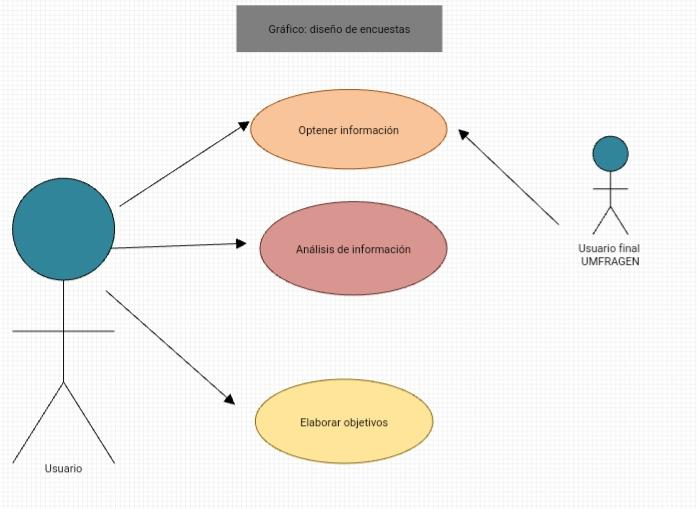 Gráfico: diseño de encuestas
Optener información
Análisis de información
Usuario final
UMFRAGEN
Elaborar objetivos
Usuario